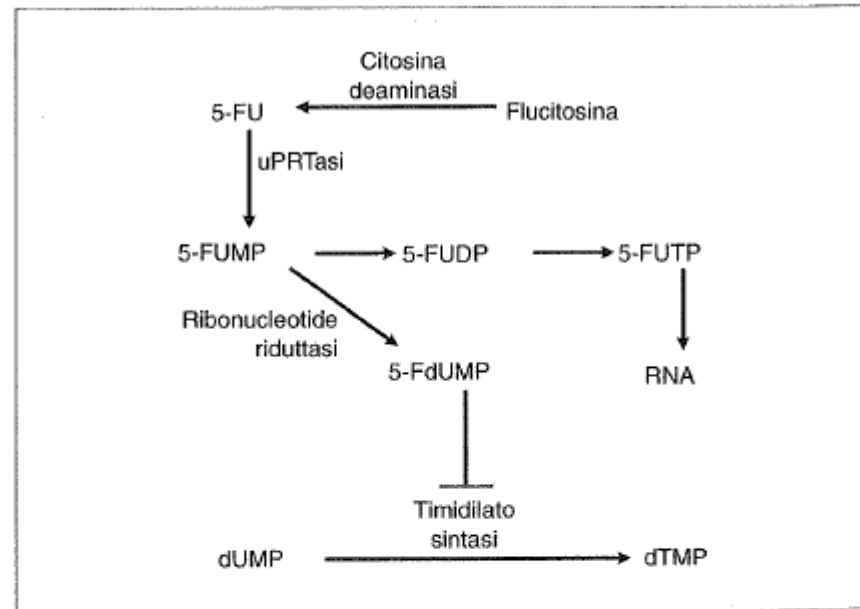 Citosina
deaminasi
5-FU
Flucitosina
uPRTasi
5-FUMP
5-FUDP
5-FUTP
Ribonucleotide
riduttasi
5-FdUMP
RNA
Timidilato
sintasi
dUMP
dTMP